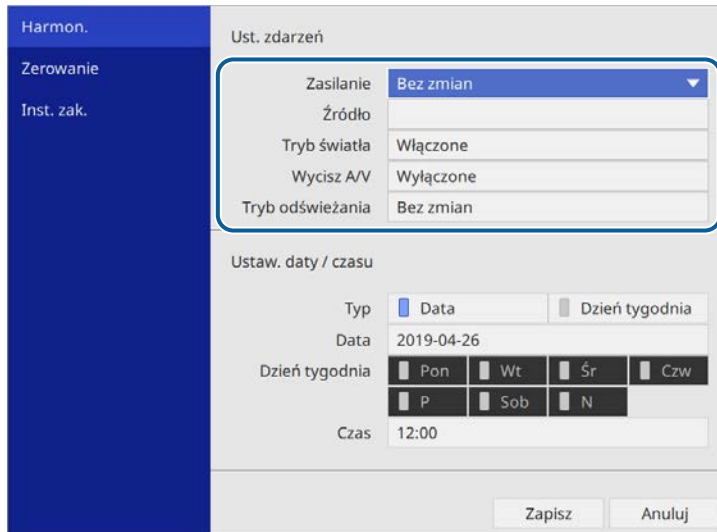 Harmon.
Zerowanie
Inst. zak.
Ust. zdarzeń
Zasilanie Bez zmian
Źródło
Tryb światła Włączone
Wycisz A/V Wyłączone
Tryb odświeżania Bez zmian
Ustaw. daty / czasu
Typ Data Dzień tygodnia
Data 2019-04-26
Dzień tygodnia Pon Wt Śr Czw
P Sob N
Czas 12:00
Zapisz Anuluj